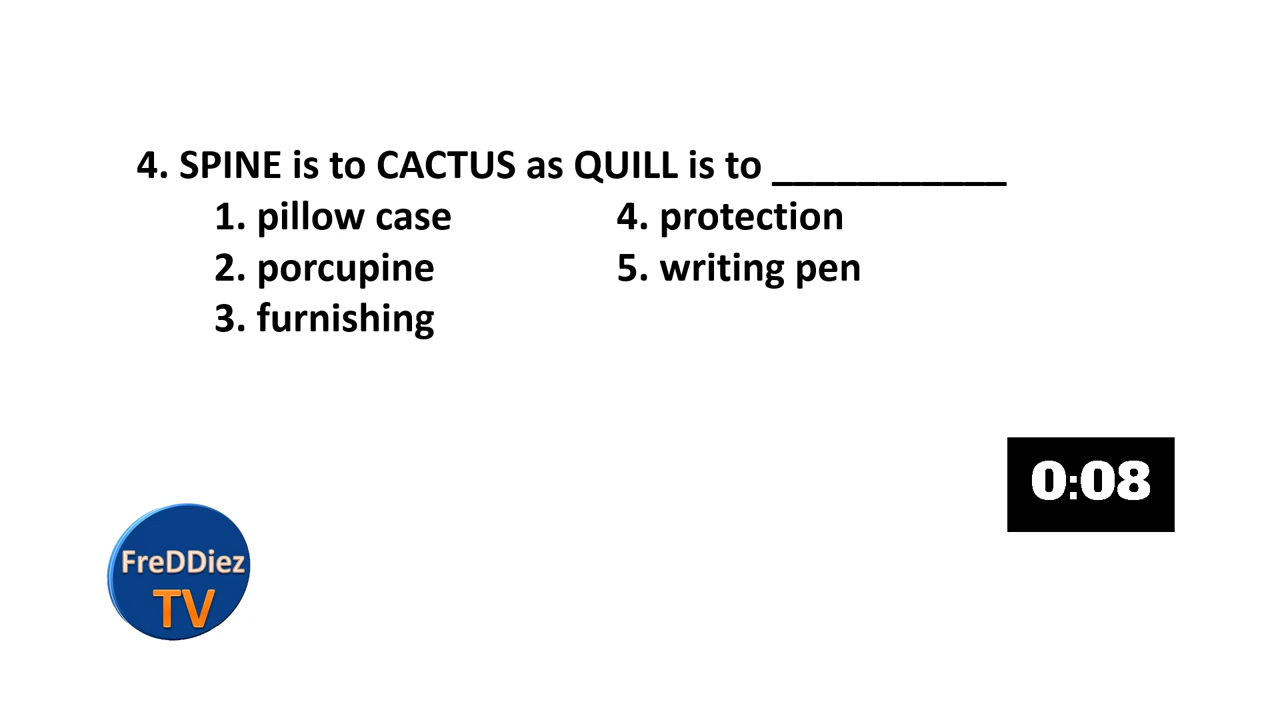 4. SPINE is to CACTUS as QUILL is to ___________
1. pillow case 4. protection
2. porcupine 5. writing pen
3. furnishing
0:08
FreDDiez
TV